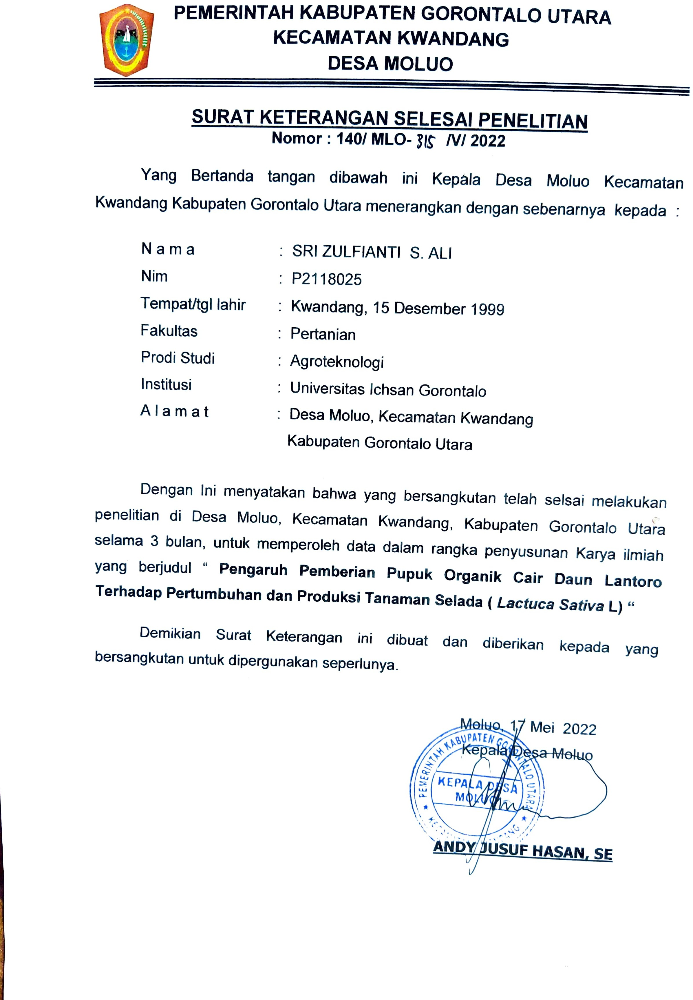 PEMERINTAH KABUPATEN GORONTALO UTARA
KECAMATAN KWANDANG
DESA MOLUO
SURAT KETERANGAN SELESAI PENELITIAN
Nomor : 140/ MLO- 315 /V/ 2022
Yang Bertanda tangan dibawah ini Kepala Desa Moluo Kecamatan
Kwandang Kabupaten Gorontalo Utara menerangkan dengan sebenarnya kepada :
N a m a : SRI ZULFIANTI S. ALI
Nim : P2118025
Tempat/tgl lahir : Kwandang, 15 Desember 1999
Fakultas : Pertanian
Prodi Studi : Agroteknologi
Institusi : Universitas Ichsan Gorontalo
A l a m a t : Desa Moluo, Kecamatan Kwandang
Kabupaten Gorontalo Utara
Dengan Ini menyatakan bahwa yang bersangkutan telah selsai melakukan
penelitian di Desa Moluo, Kecamatan Kwandang, Kabupaten Gorontalo Utara
selama 3 bulan, untuk memperoleh data dalam rangka penyusunan Karya ilmiah
yang berjudul “ Pengaruh Pemberian Pupuk Organik Cair Daun Lantoro
Terhadap Pertumbuhan dan Produksi Tanaman Selada ( Lactuca Sativa L) “
Demikian Surat Keterangan ini dibuat dan diberikan kepada yang
bersangkutan untuk dipergunakan seperlunya.
Moluo, 17 Mei 2022
Kepala Desa Moluo
PEMERINTAH KABUPATEN GORONTALO UTARA
KEPALA DESA
MOLUO
ANDY JUSUF HASAN, SE